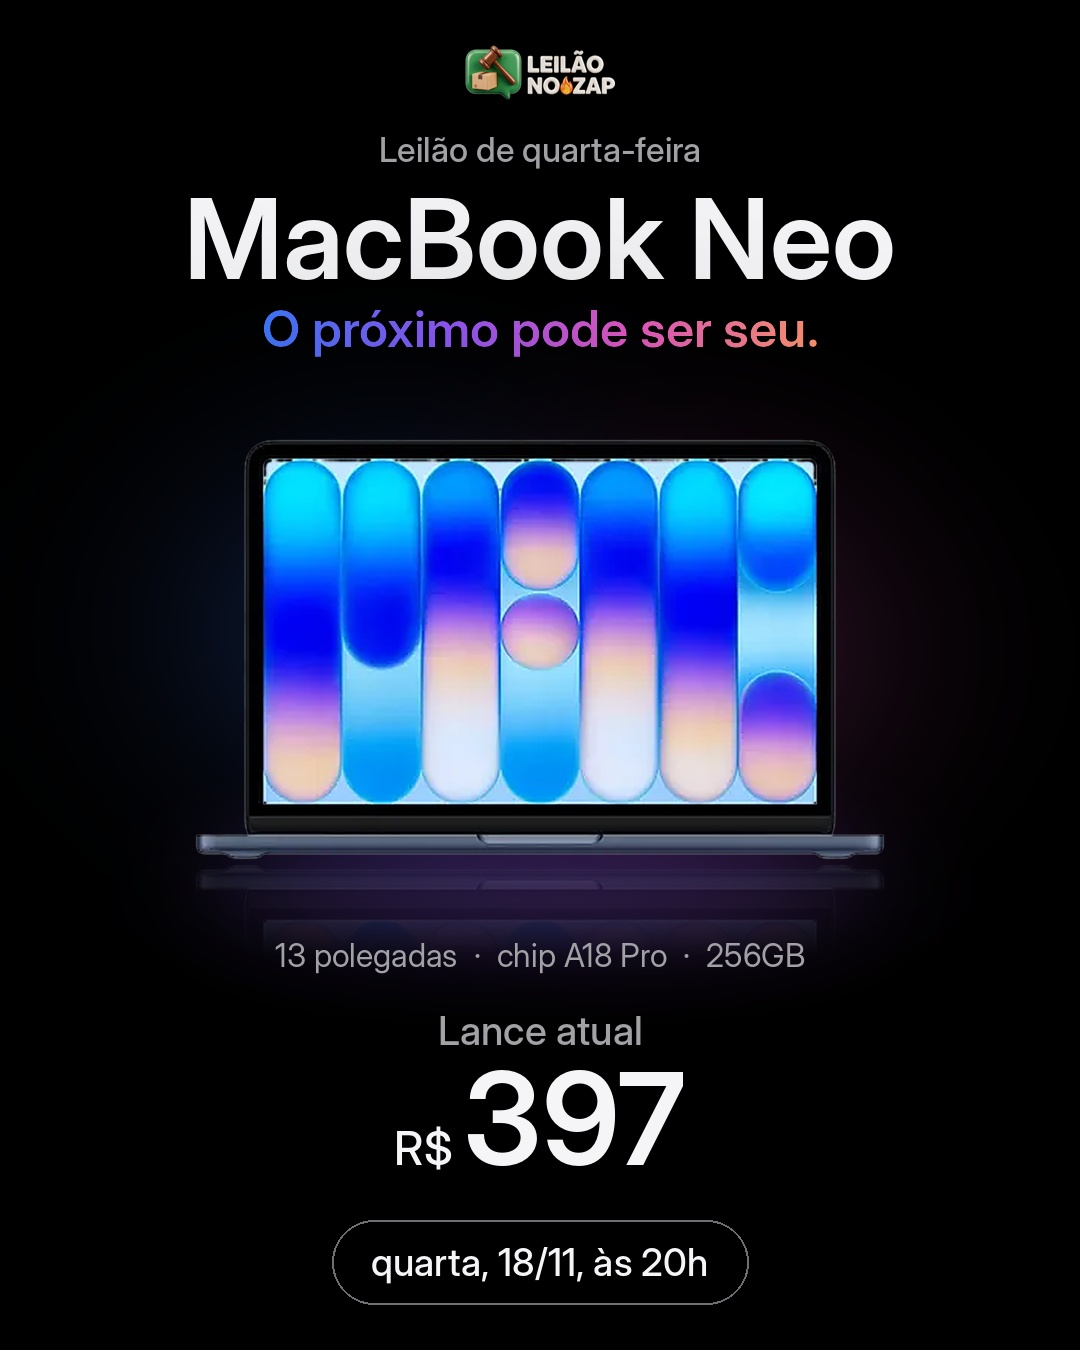 LEILÃO
NO🔥ZAP
Leilão de quarta-feira
MacBook Neo
O próximo pode ser seu.
13 polegadas · chip A18 Pro · 256GB
Lance atual
R$ 397
quarta, 18/11, às 20h